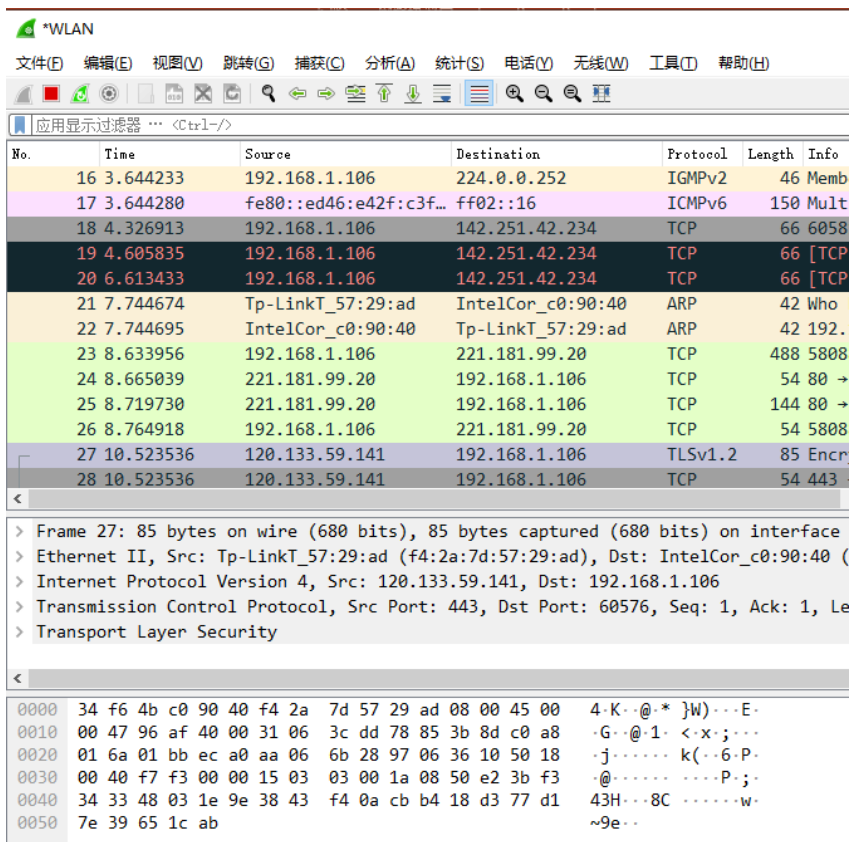 *WLAN
文件(F) 编辑(E) 视图(V) 跳转(G) 捕获(C) 分析(A) 统计(S) 电话(Y) 无线(W) 工具(T) 帮助(H)
应用显示过滤器 … <Ctrl-/>
No. Time Source Destination Protocol Length Info
16 3.644233 192.168.1.106 224.0.0.252 IGMPv2 46 Memb
17 3.644280 fe80::ed46:e42f:c3f… ff02::16 ICMPv6 150 Mult
18 4.326913 192.168.1.106 142.251.42.234 TCP 66 6058
19 4.605835 192.168.1.106 142.251.42.234 TCP 66 [TCP
20 6.613433 192.168.1.106 142.251.42.234 TCP 66 [TCP
21 7.744674 Tp-LinkT_57:29:ad IntelCor_c0:90:40 ARP 42 Who
22 7.744695 IntelCor_c0:90:40 Tp-LinkT_57:29:ad ARP 42 192.
23 8.633956 192.168.1.106 221.181.99.20 TCP 488 5808
24 8.665039 221.181.99.20 192.168.1.106 TCP 54 80 →
25 8.719730 221.181.99.20 192.168.1.106 TCP 144 80 →
26 8.764918 192.168.1.106 221.181.99.20 TCP 54 5808
27 10.523536 120.133.59.141 192.168.1.106 TLSv1.2 85 Encr
28 10.523536 120.133.59.141 192.168.1.106 TCP 54 443
> Frame 27: 85 bytes on wire (680 bits), 85 bytes captured (680 bits) on interface
> Ethernet II, Src: Tp-LinkT_57:29:ad (f4:2a:7d:57:29:ad), Dst: IntelCor_c0:90:40 (
> Internet Protocol Version 4, Src: 120.133.59.141, Dst: 192.168.1.106
> Transmission Control Protocol, Src Port: 443, Dst Port: 60576, Seq: 1, Ack: 1, Le
> Transport Layer Security
0000 34 f6 4b c0 90 40 f4 2a 7d 57 29 ad 08 00 45 00 4·K··@·* }W)···E·
0010 00 47 96 af 40 00 31 06 3c dd 78 85 3b 8d c0 a8 ·G··@·1· <·x·;···
0020 01 6a 01 bb ec a0 aa 06 6b 28 97 06 36 10 50 18 ·j······ k(··6·P·
0030 00 40 f7 f3 00 00 15 03 03 00 1a 08 50 e2 3b f3 ·@······ ····P·;·
0040 34 33 48 03 1e 9e 38 43 f4 0a cb b4 18 d3 77 d1 43H···8C ······w·
0050 7e 39 65 1c ab ~9e··